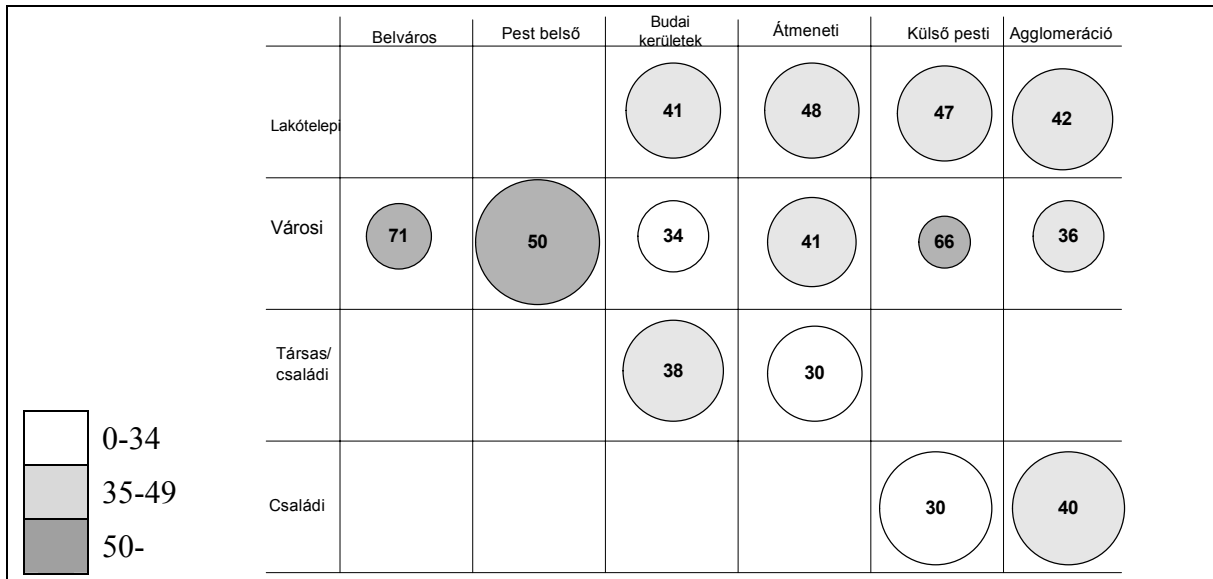 Belváros Pest belső Budai kerületek Átmeneti Külső pesti Agglomeráció
Lakótelepi 41 48 47 42
Városi 71 50 34 41 66 36
Társas/
családi 38 30
Családi 30 40
0-34
35-49
50-